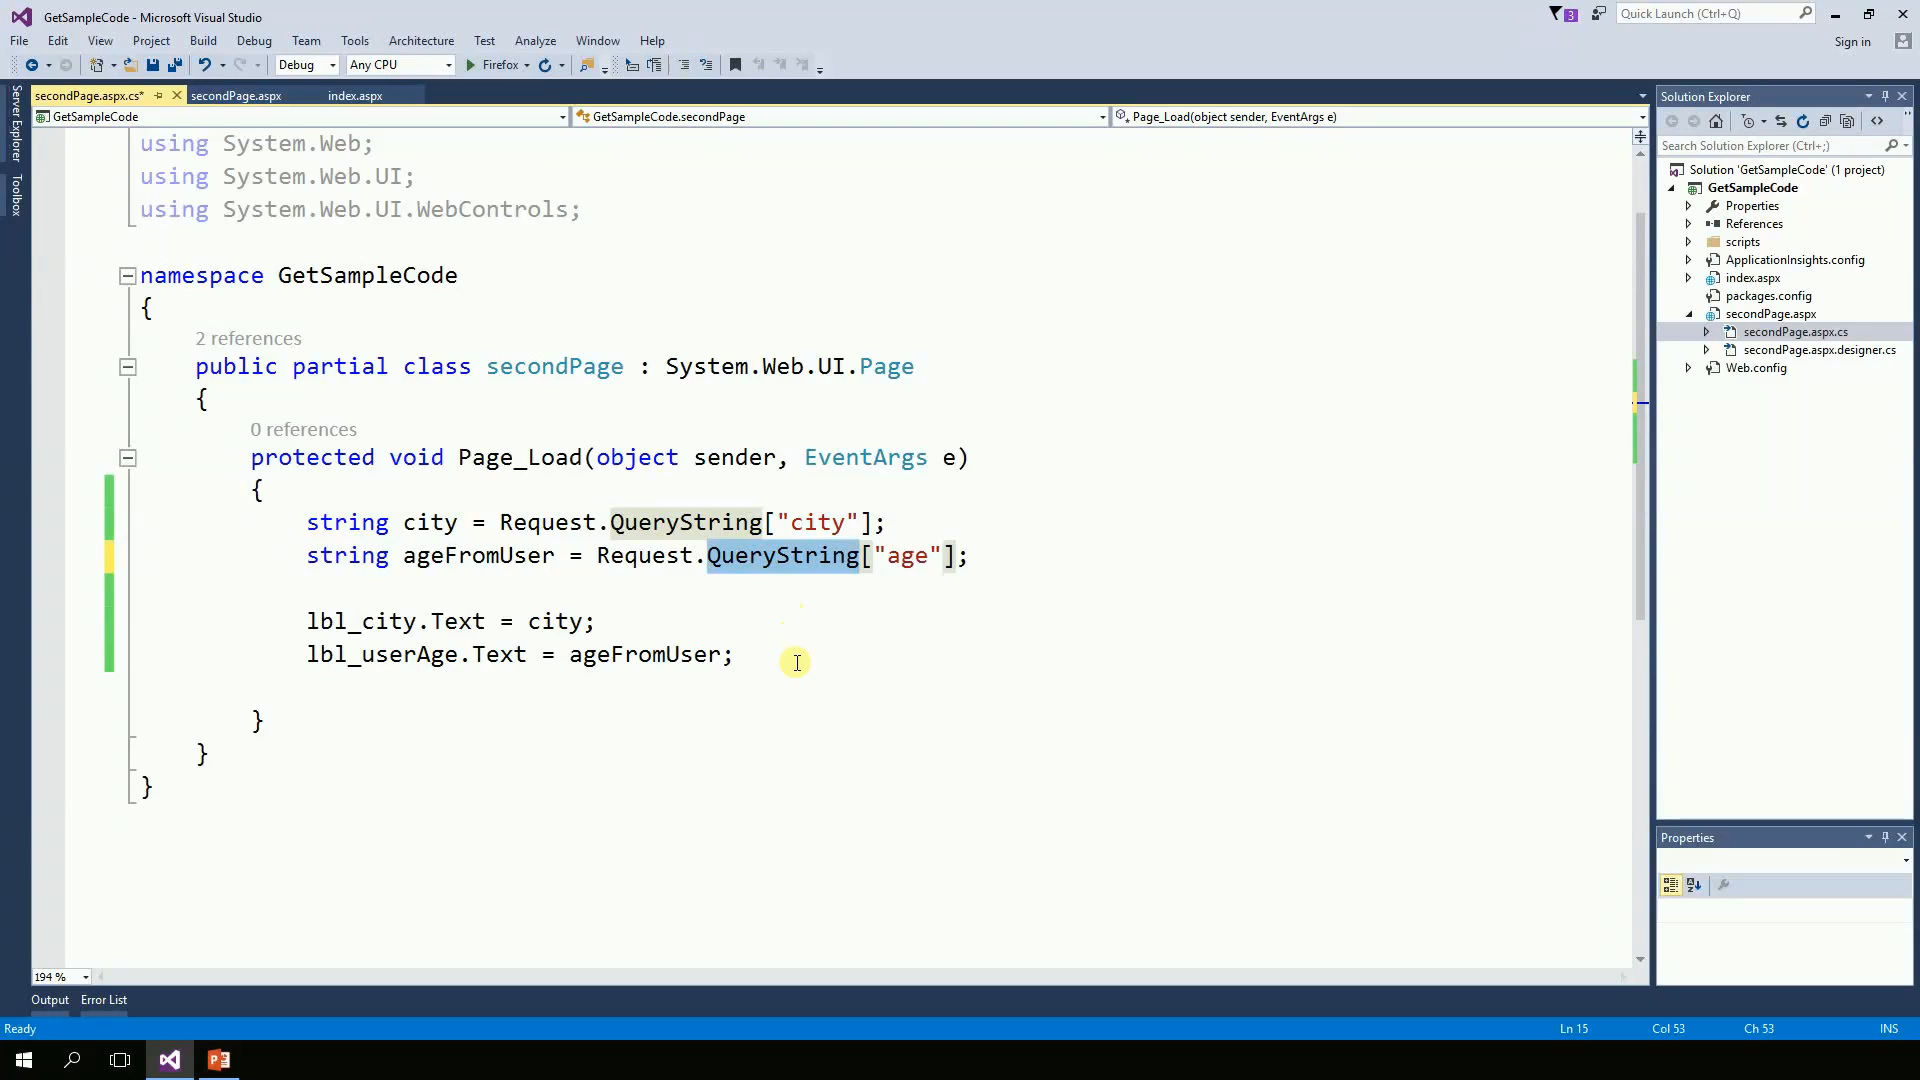 GetSampleCode - Microsoft Visual Studio
3
Quick Launch (Ctrl+Q)
File Edit View Project Build Debug Team Tools Architecture Test Analyze Window Help
Sign in
Debug Any CPU Firefox
secondPage.aspx.cs* secondPage.aspx index.aspx
GetSampleCode GetSampleCode.secondPage Page_Load(object sender, EventArgs e)
Server Explorer
Toolbox
using System.Web;
using System.Web.UI;
using System.Web.UI.WebControls;
namespace GetSampleCode
{
2 references
public partial class secondPage : System.Web.UI.Page
{
0 references
protected void Page_Load(object sender, EventArgs e)
{
string city = Request.QueryString["city"];
string ageFromUser = Request.QueryString["age"];
lbl_city.Text = city;
lbl_userAge.Text = ageFromUser;
}
}
}
194 %
Output Error List
Solution Explorer
Search Solution Explorer (Ctrl+;)
Solution 'GetSampleCode' (1 project)
GetSampleCode
Properties
References
scripts
ApplicationInsights.config
index.aspx
packages.config
secondPage.aspx
secondPage.aspx.cs
secondPage.aspx.designer.cs
Web.config
Properties
Ready Ln 15 Col 53 Ch 53 INS